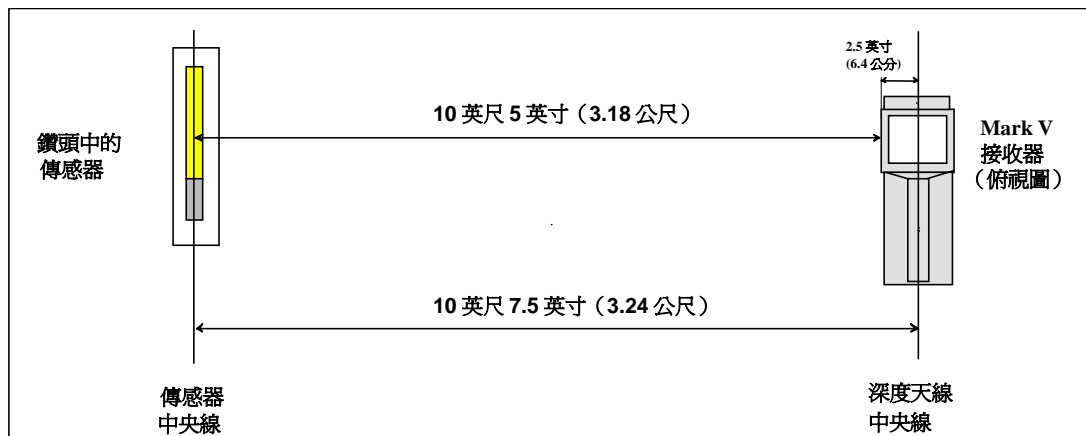 2.5 英寸
(6.4 公分)
10 英尺 5 英寸（3.18 公尺）
鑽頭中的
傳感器
Mark V
接收器
（俯視圖）
10 英尺 7.5 英寸（3.24 公尺）
傳感器
中央線
深度天線
中央線